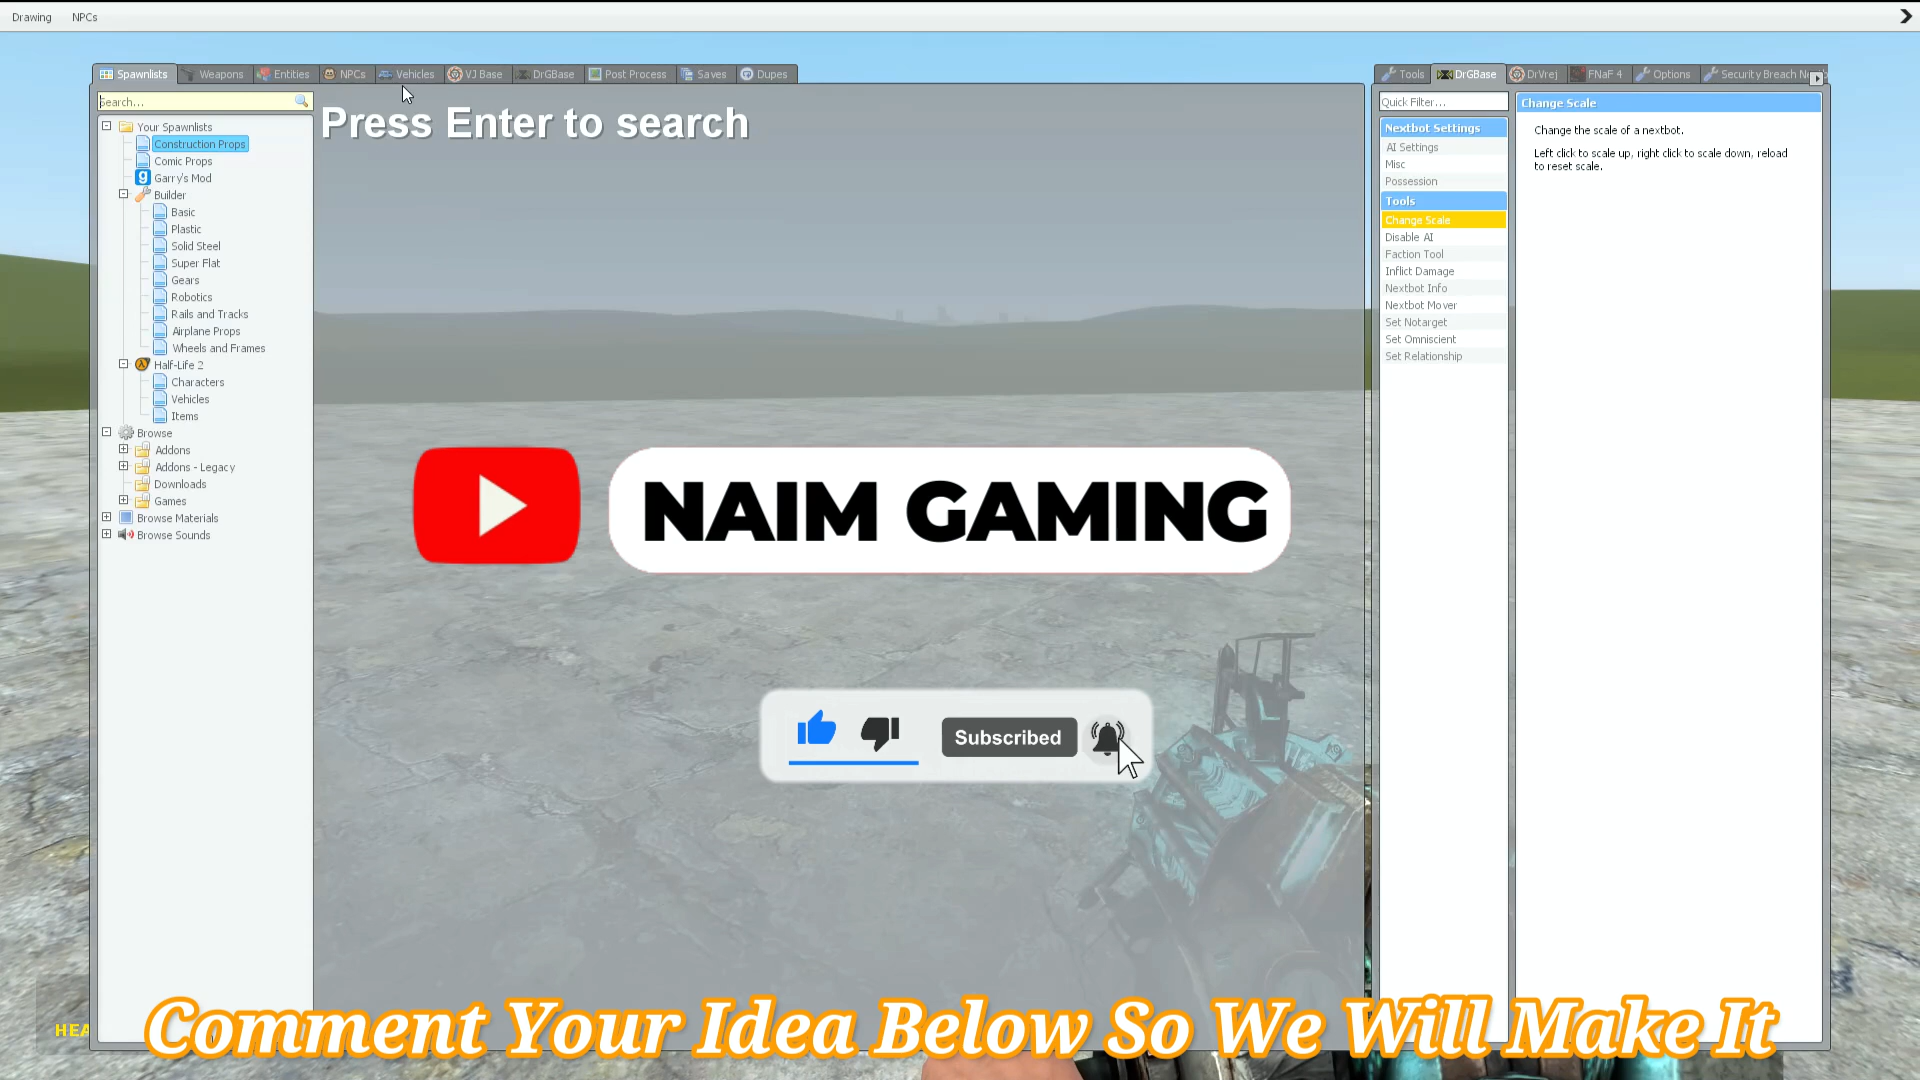 Drawing NPCs
Spawnlists Weapons Entities NPCs Vehicles VJ Base DrGBase Post Process Saves Dupes
Tools DrGBase DrVrej FNaF 4 Options Security Breach
Search...
Press Enter to search
Your Spawnlists
Construction Props
Comic Props
Garry's Mod
Builder
Basic
Plastic
Solid Steel
Super Flat
Gears
Robotics
Rails and Tracks
Airplane Props
Wheels and Frames
Half-Life 2
Characters
Vehicles
Items
Browse
Addons
Addons - Legacy
Downloads
Games
Browse Materials
Browse Sounds
NAIM GAMING
Subscribed
Quick Filter...
Nextbot Settings
AI Settings
Misc
Possession
Tools
Change Scale
Disable AI
Faction Tool
Inflict Damage
Nextbot Info
Nextbot Mover
Set Notarget
Set Omniscient
Set Relationship
Change Scale
Change the scale of a nextbot.
Left click to scale up, right click to scale down, reload
to reset scale.
HEA
Comment Your Idea Below So We Will Make It